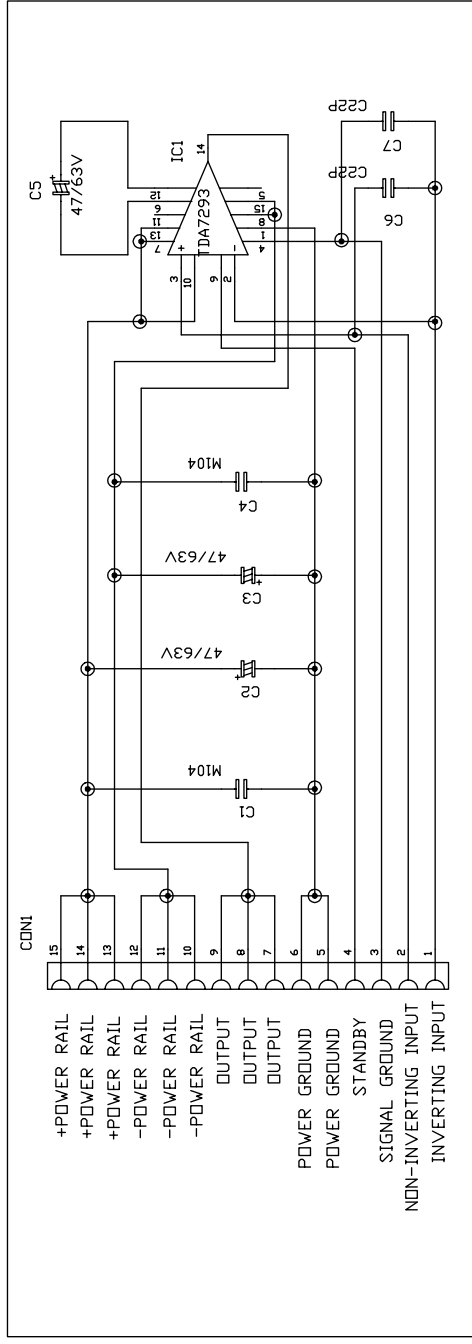 C5
47/63V
+
12
6
11
13
7
IC1
14
TDA7293
+
-
5
15
8
1
4
3
10
9
2
C22P
C22P
C7
C6
M104
C4
47/63V
C3
+
47/63V
C2
+
M104
C1
CON1
15
14
13
12
11
10
9
8
7
6
5
4
3
2
1
+POWER RAIL
+POWER RAIL
+POWER RAIL
-POWER RAIL
-POWER RAIL
-POWER RAIL
OUTPUT
OUTPUT
OUTPUT
POWER GROUND
POWER GROUND
STANDBY
SIGNAL GROUND
NON-INVERTING INPUT
INVERTING INPUT